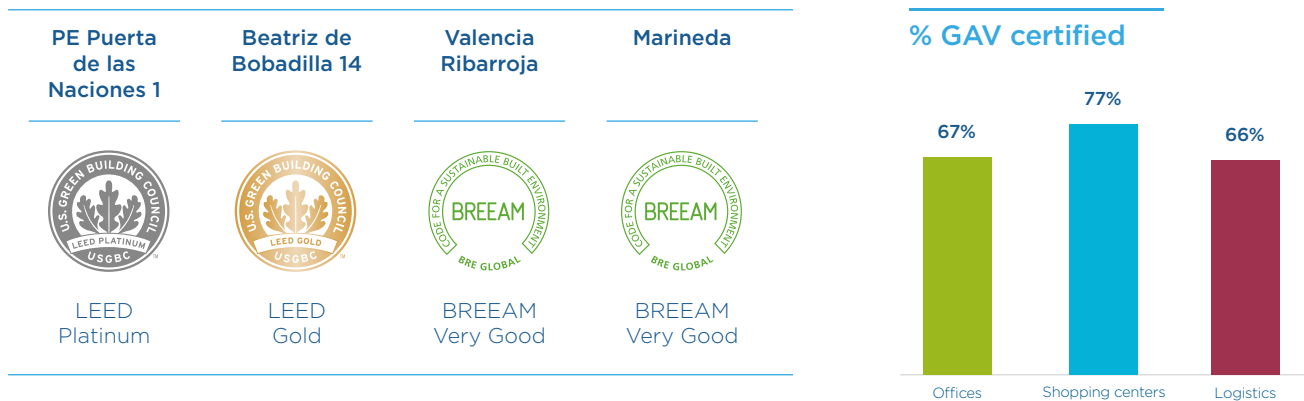 PE Puerta
de las
Naciones 1
Beatriz de
Bobadilla 14
Valencia
Ribarroja
Marineda
U.S. GREEN BUILDING COUNCIL
LEED PLATINUM
USGBC
TM
U.S. GREEN BUILDING COUNCIL
LEED GOLD
USGBC
TM
CODE FOR A SUSTAINABLE BUILT ENVIRONMENT
BREEAM
BRE GLOBAL
CODE FOR A SUSTAINABLE BUILT ENVIRONMENT
BREEAM
BRE GLOBAL
LEED
Platinum
LEED
Gold
BREEAM
Very Good
BREEAM
Very Good
% GAV certified
67%
77%
66%
Offices
Shopping centers
Logistics